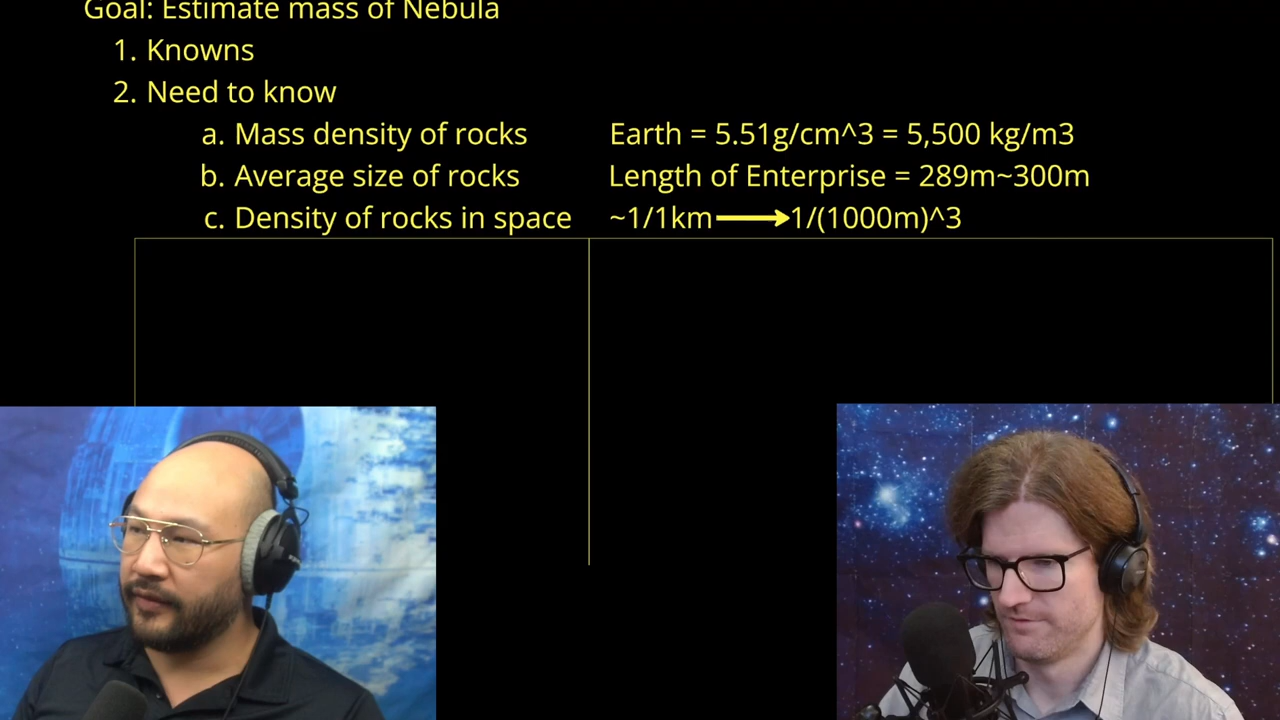 Goal: Estimate mass of Nebula
1. Knowns
2. Need to know
a. Mass density of rocks Earth = 5.51g/cm^3 = 5,500 kg/m3
b. Average size of rocks Length of Enterprise = 289m~300m
c. Density of rocks in space ~1/1km→1/(1000m)^3